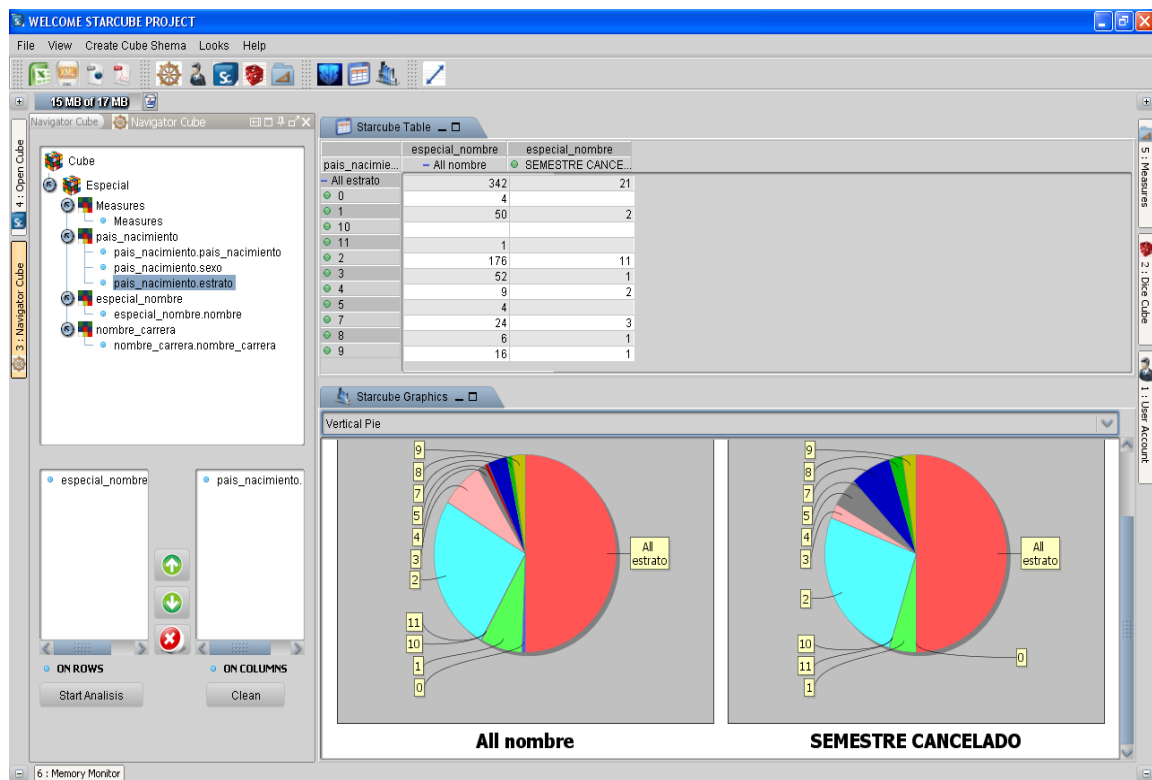 WELCOME STARCUBE PROJECT
File View Create Cube Shema Looks Help
15 MB of 17 MB
Navigator Cube Navigator Cube
4 : Open Cube
3 : Navigator Cube
Cube
Especial
Measures
Measures
pais_nacimiento
pais_nacimiento.pais_nacimiento
pais_nacimiento.sexo
pais_nacimiento.estrato
especial_nombre
especial_nombre.nombre
nombre_carrera
nombre_carrera.nombre_carrera
especial_nombre
pais_nacimiento.
ON ROWS
ON COLUMNS
Start Analisis
Clean
Starcube Table
especial_nombre especial_nombre
pais_nacimie... All nombre SEMESTRE CANCE...
All estrato 342 21
0 4
1 50 2
10
11 1
2 176 11
3 52 1
4 9 2
5 4
7 24 3
8 6 1
9 16 1
Starcube Graphics
Vertical Pie
9
8
7
5
4
3
2
11
10
1
0
All
estrato
All nombre
9
8
7
5
4
3
2
10
11
1
0
All
estrato
SEMESTRE CANCELADO
5 : Measures
2 : Dice Cube
1 : User Account
6 : Memory Monitor